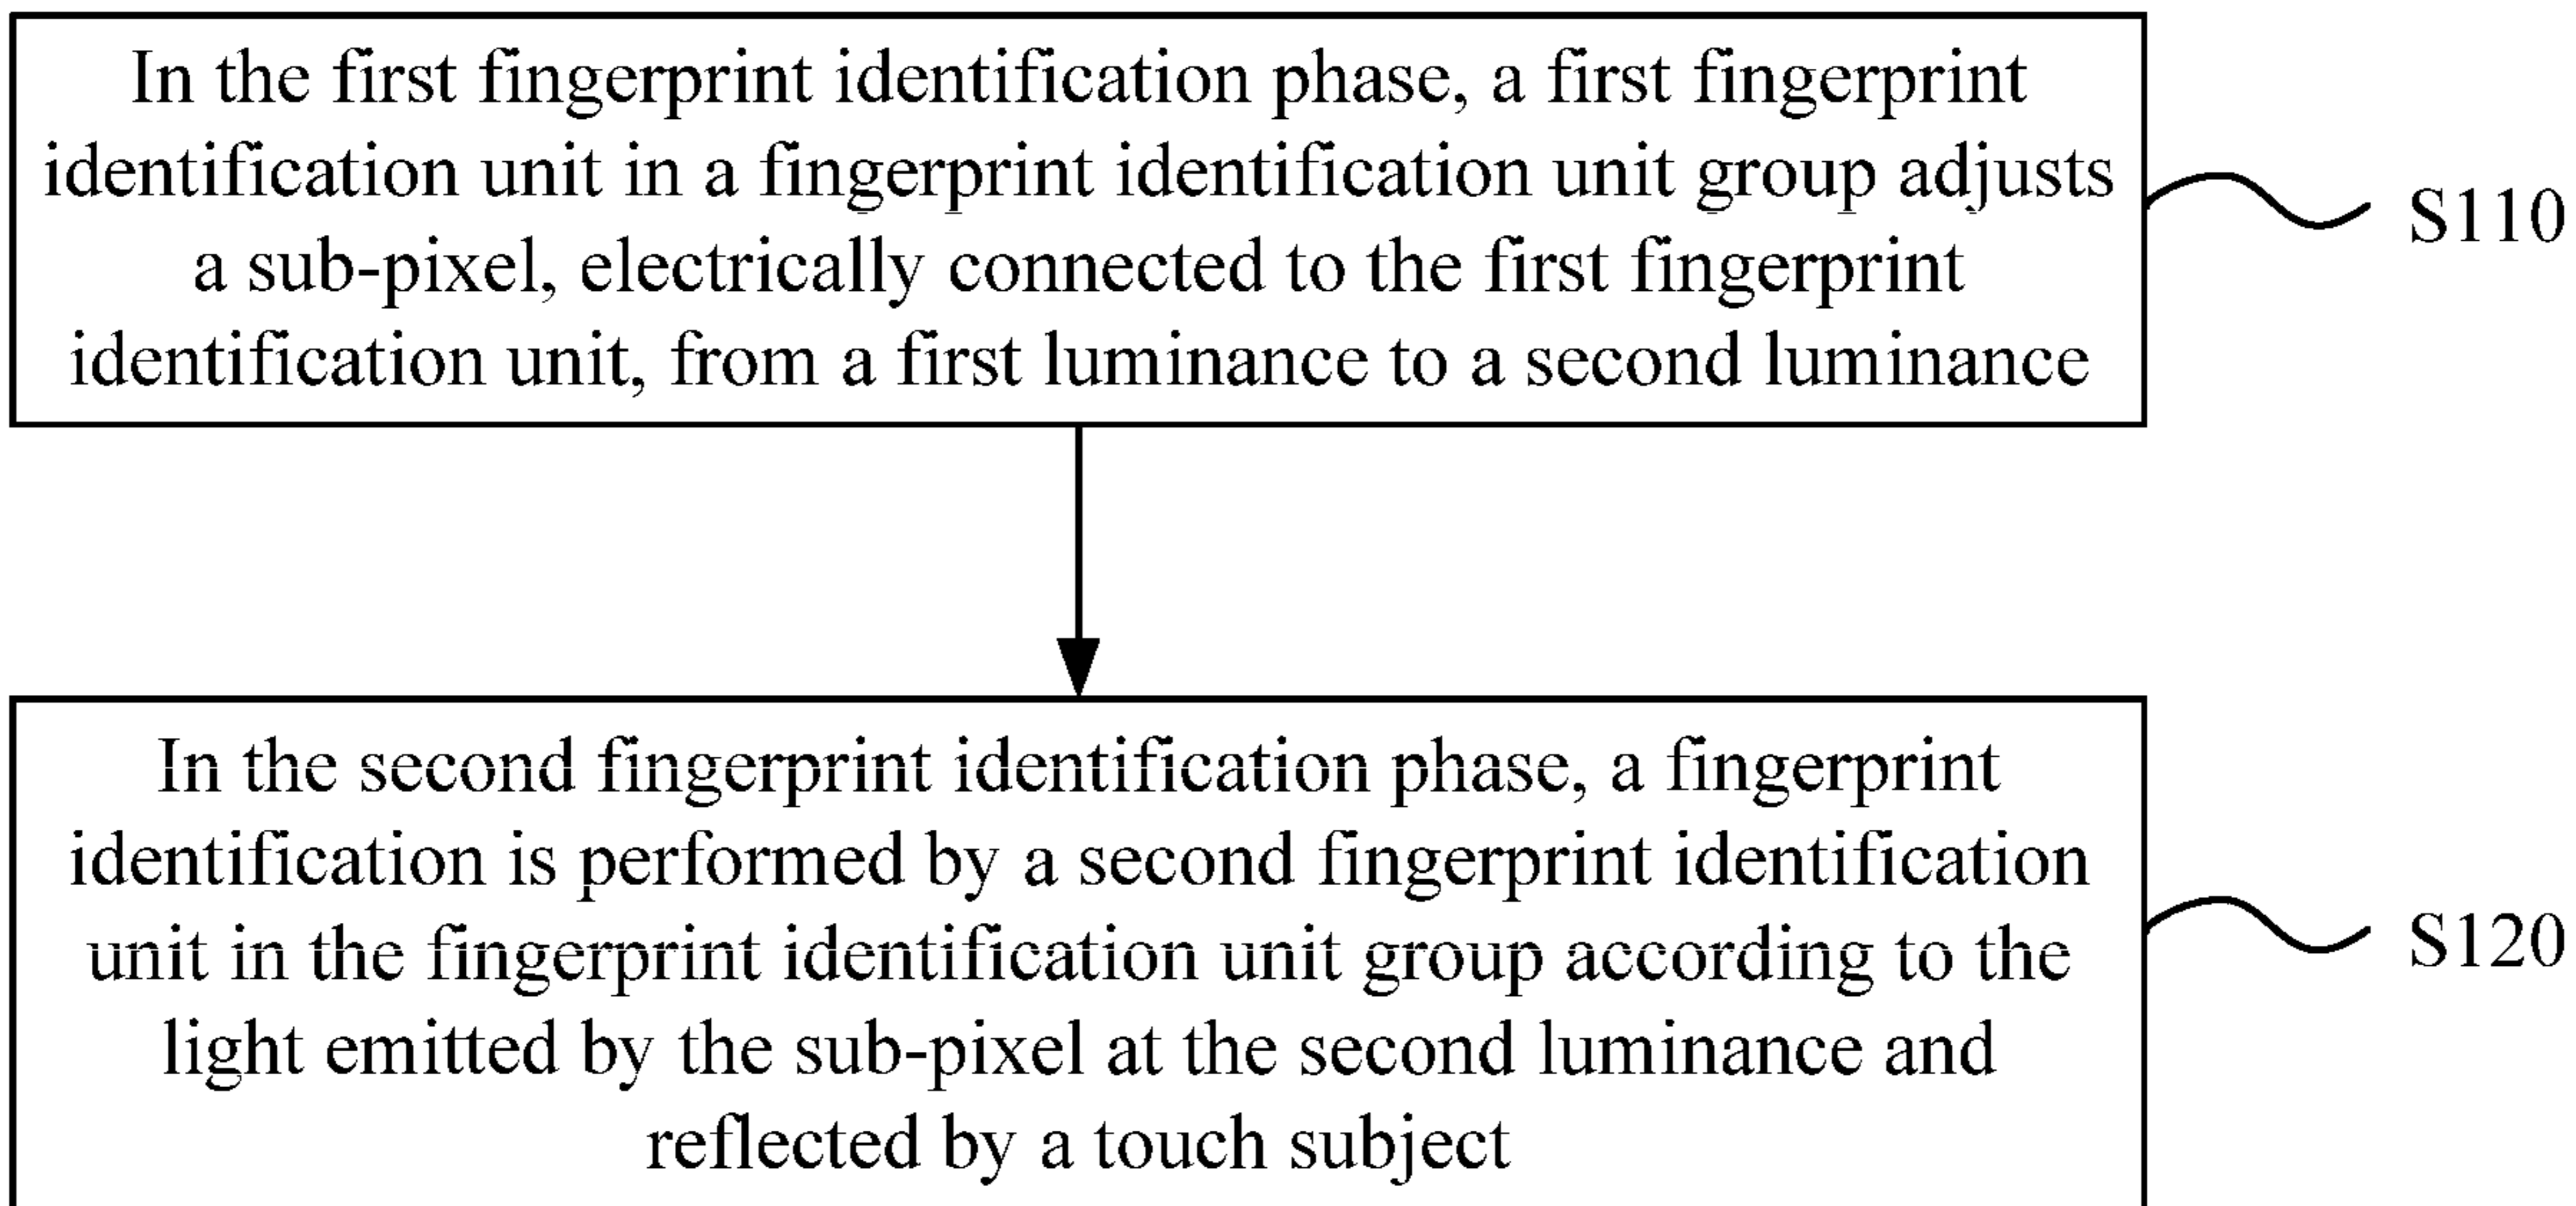 In the first fingerprint identification phase, a first fingerprint
identification unit in a fingerprint identification unit group adjusts
a sub-pixel, electrically connected to the first fingerprint
identification unit, from a first luminance to a second luminance
S110
In the second fingerprint identification phase, a fingerprint
identification is performed by a second fingerprint identification
unit in the fingerprint identification unit group according to the
light emitted by the sub-pixel at the second luminance and
reflected by a touch subject
S120